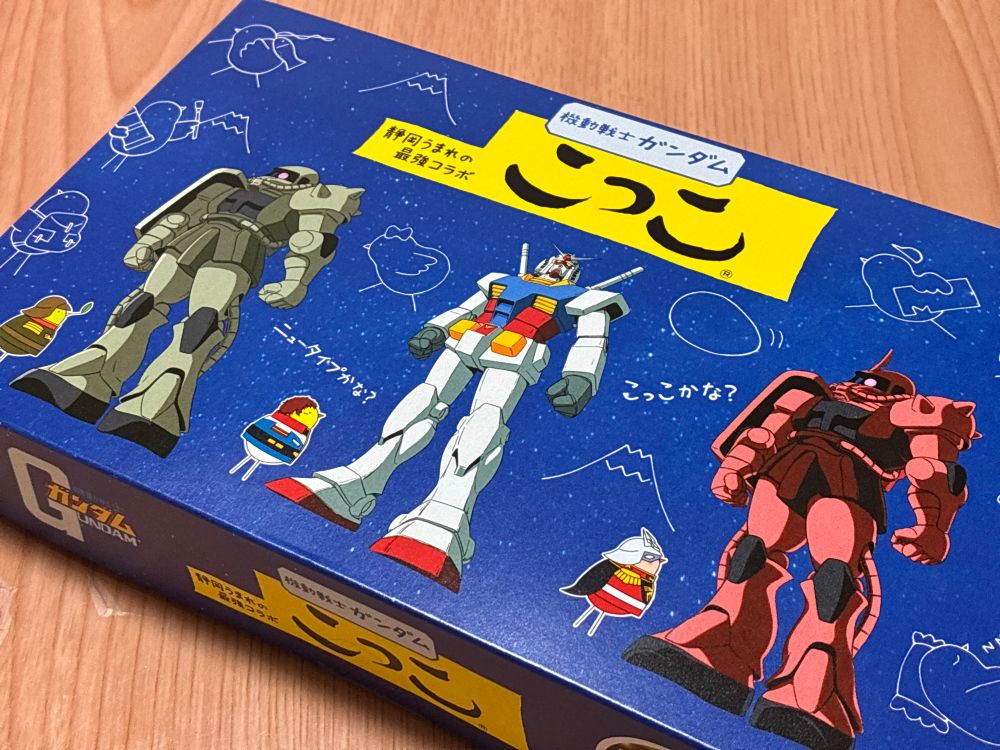 機動戦士ガンダム
静岡うまれの
最強コラボ
こっこ
®
ニュータイプかな?
こっこかな?
ガンダム
GUNDAM
機動戦士ガンダム
静岡うまれの
最強コラボ
こっこ